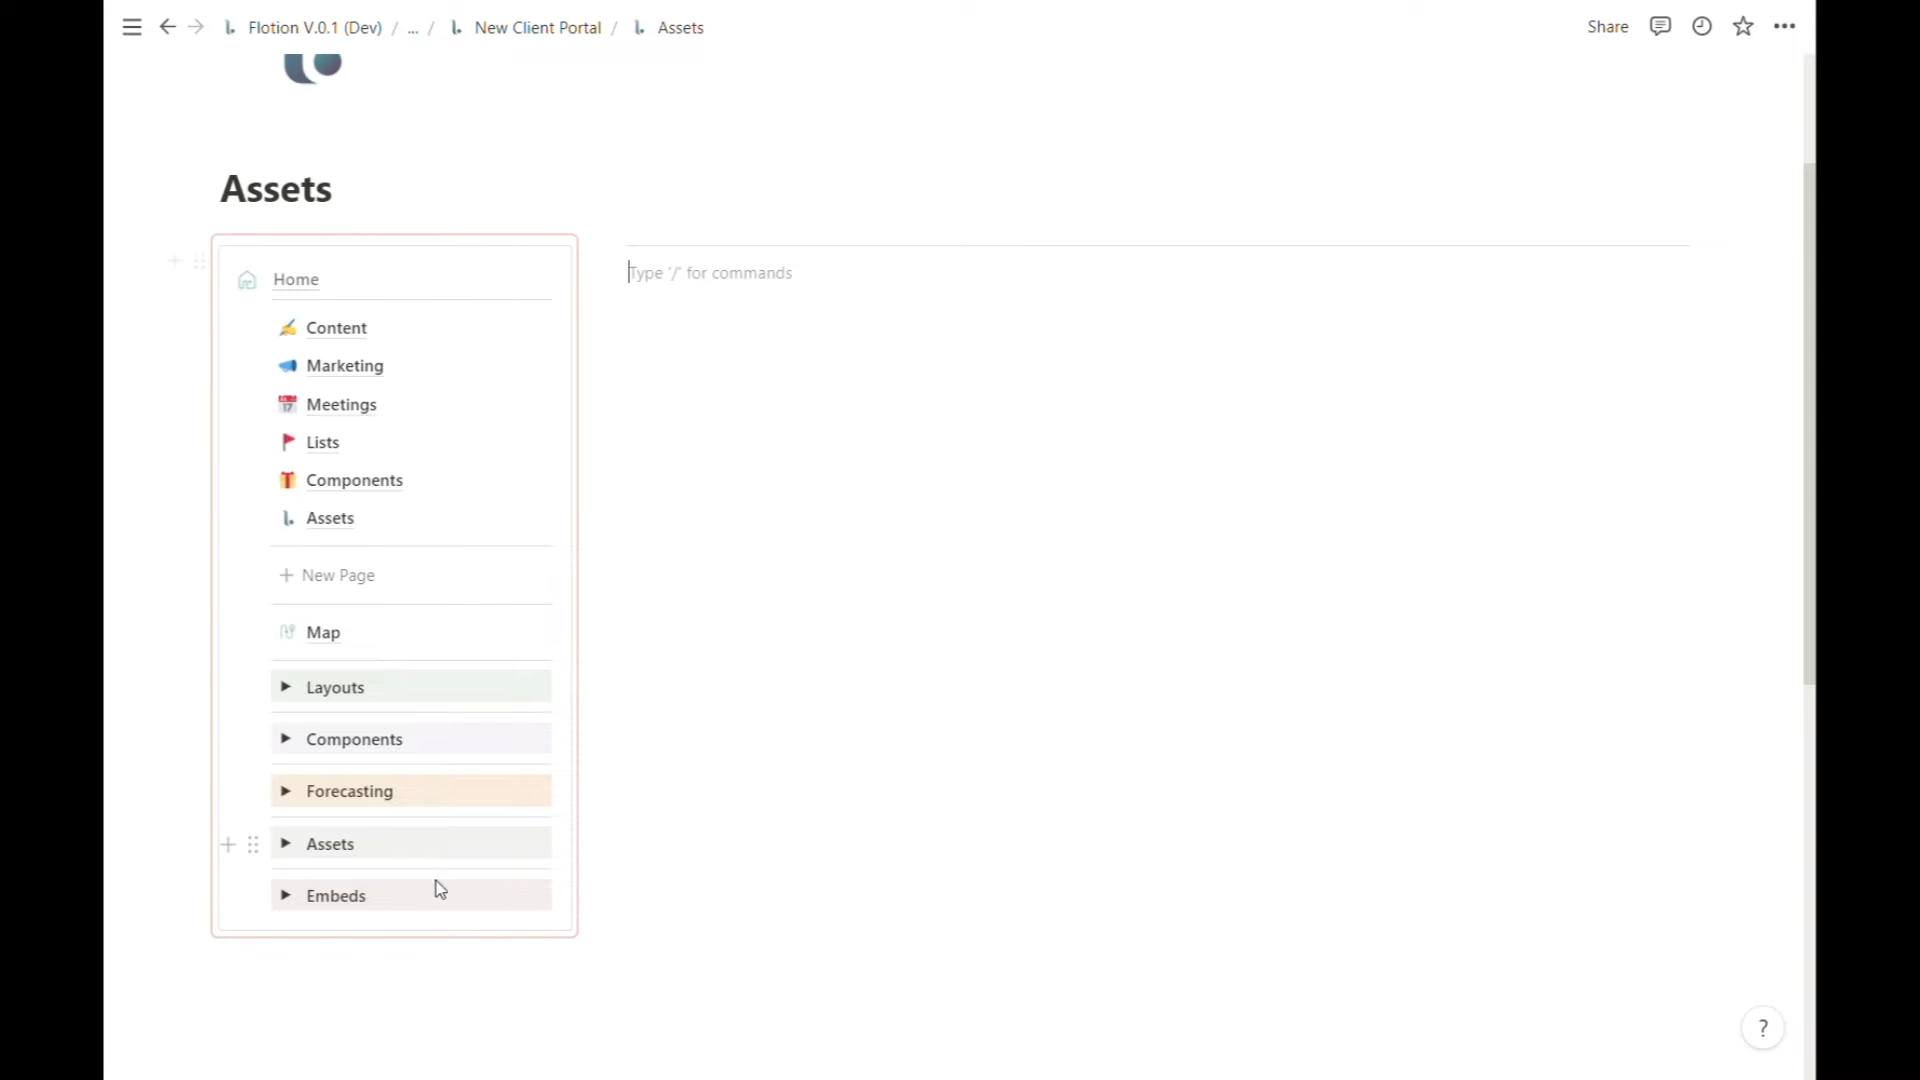 Flotion V.0.1 (Dev) / ... / New Client Portal / Assets
Share
Assets
Home
Content
Marketing
Meetings
Lists
Components
Assets
+ New Page
Map
Layouts
Components
Forecasting
Assets
Embeds
Type '/' for commands
?